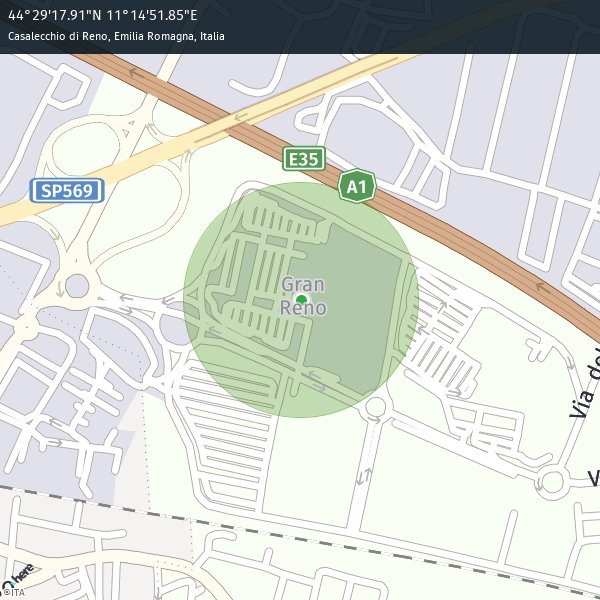 44°29'17.91"N 11°14'51.85"E
Casalecchio di Reno, Emilia Romagna, Italia
E35
A1
SP569
Gran
Reno
Via de
V
here
©ITA